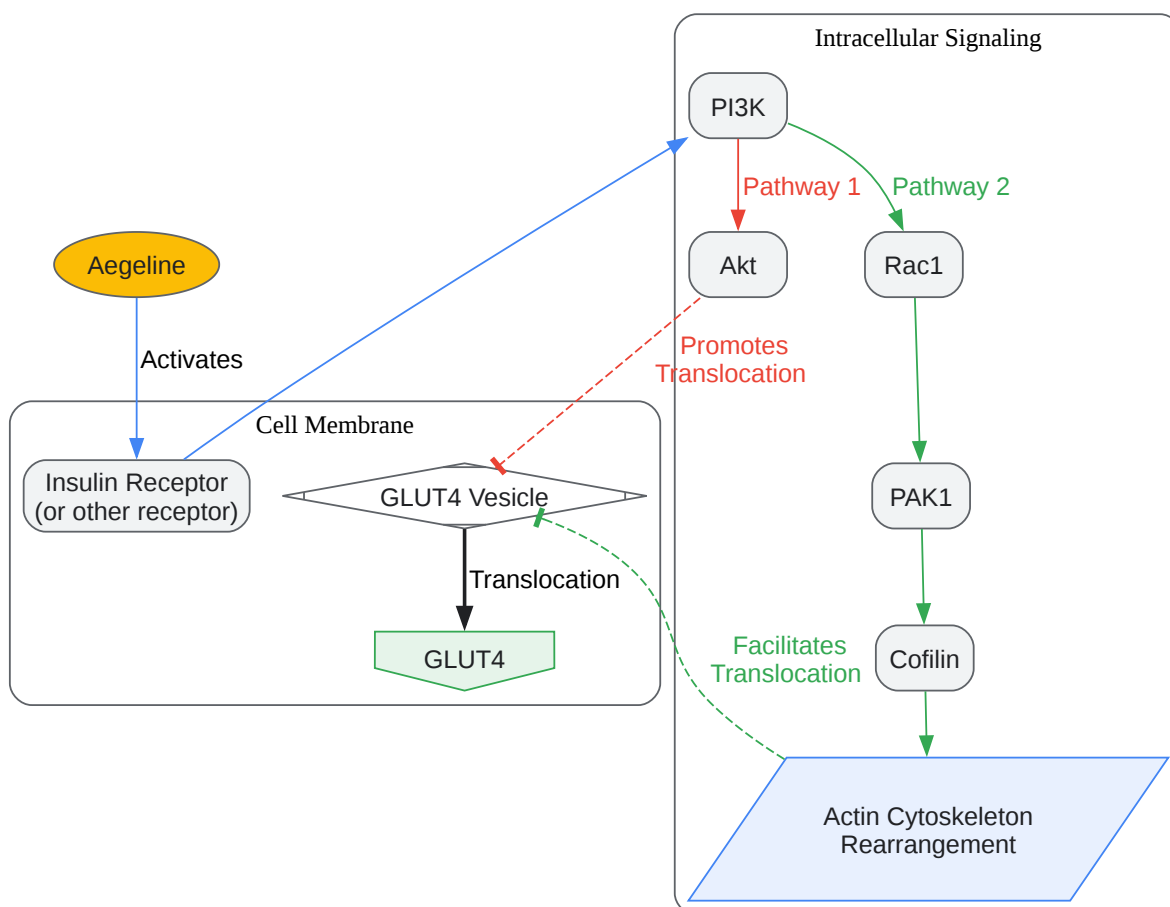 Intracellular Signaling
PI3K
Pathway 1
Pathway 2
Aegeline
Akt
Rac1
Activates
Promotes
Translocation
Cell Membrane
Insulin Receptor
(or other receptor)
GLUT4 Vesicle
PAK1
Translocation
GLUT4
Facilitates
Translocation
Cofilin
Actin Cytoskeleton
Rearrangement